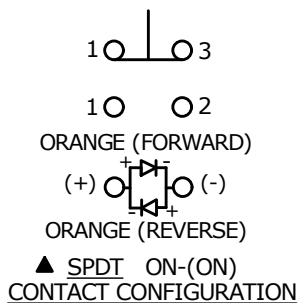 1 3
1 2
ORANGE (FORWARD)
+ -
(+) (-)
- +
ORANGE (REVERSE)
SPDT ON-(ON)
CONTACT CONFIGURATION